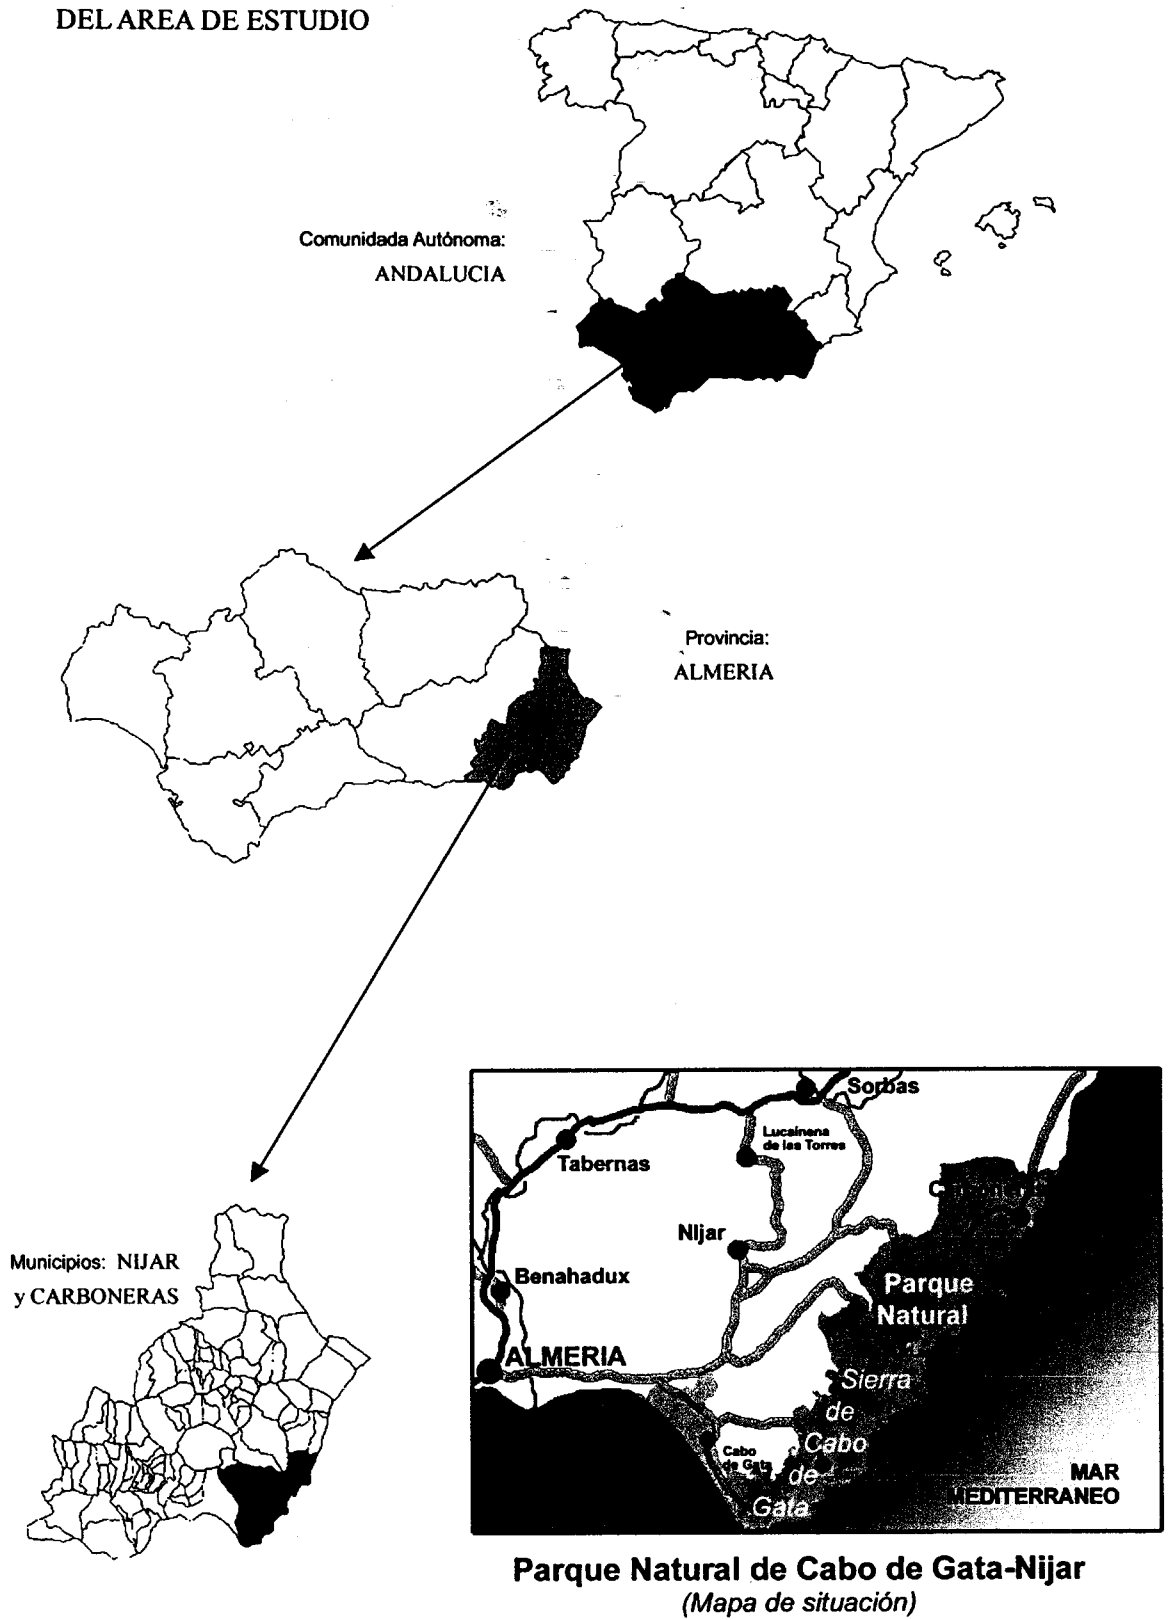 DEL AREA DE ESTUDIO
Comunidada Autónoma:
ANDALUCIA
Provincia:
ALMERIA
Municipios: NIJAR
y CARBONERAS
Sorbas
Lucainena
de las Torres
Tabernas
Nijar
Benahadux
Parque
Natural
ALMERIA
Sierra
de
Cabo
de
Gata
Cabo
de Gata
MAR
MEDITERRANEO
Parque Natural de Cabo de Gata-Nijar
(Mapa de situación)